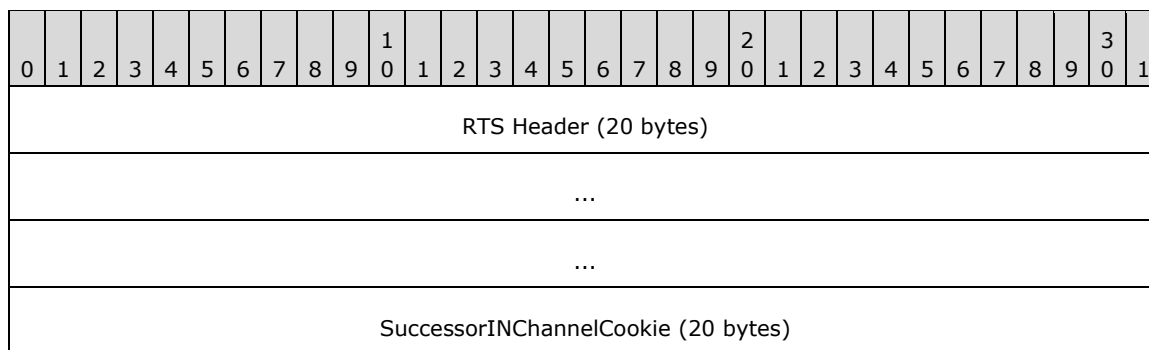 1 2 3
0 1 2 3 4 5 6 7 8 9 0 1 2 3 4 5 6 7 8 9 0 1 2 3 4 5 6 7 8 9 0 1
RTS Header (20 bytes)
...
...
SuccessorINChannelCookie (20 bytes)